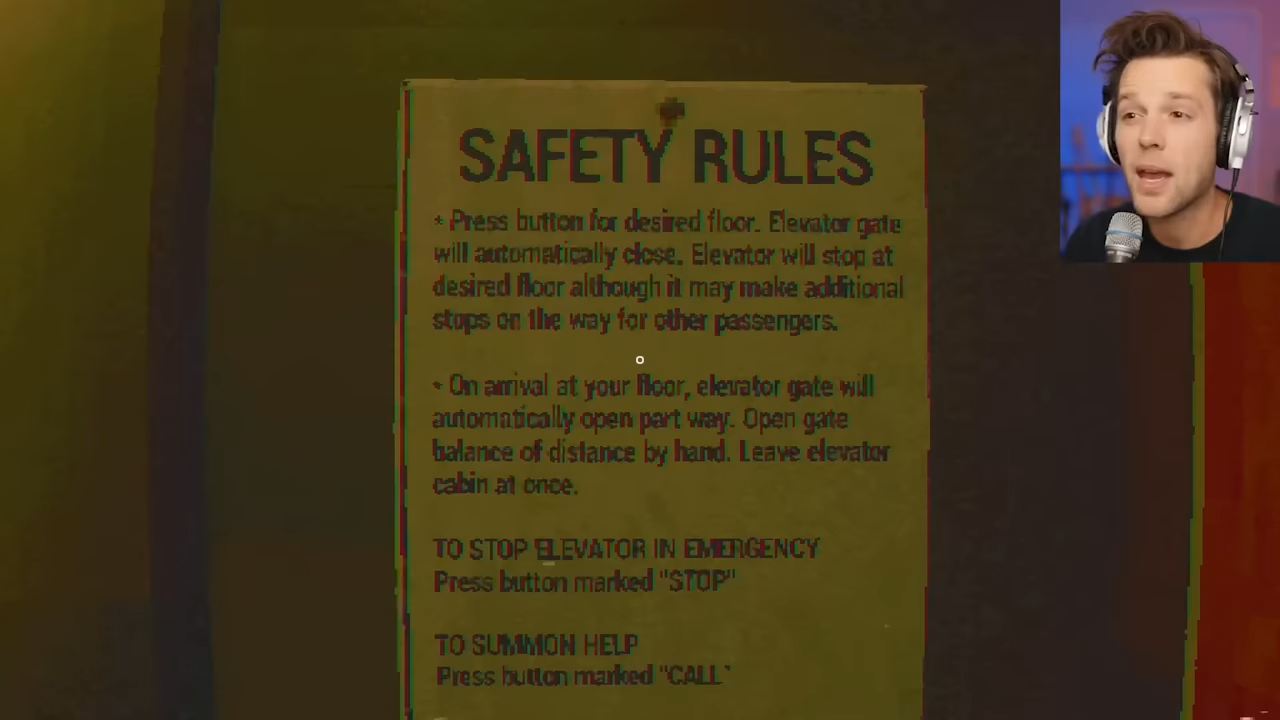 SAFETY RULES
* Press button for desired floor. Elevator gate
will automatically close. Elevator will stop at
desired floor although it may make additional
stops on the way for other passengers.
* On arrival at your floor, elevator gate will
automatically open part way. Open gate
balance of distance by hand. Leave elevator
cabin at once.
TO STOP ELEVATOR IN EMERGENCY
Press button marked "STOP"
TO SUMMON HELP
Press button marked "CALL"